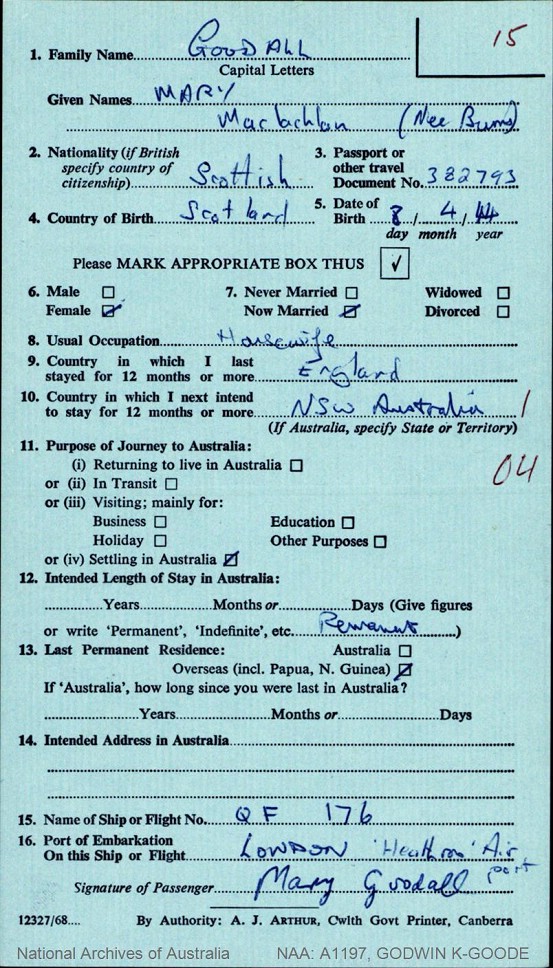 15
1. Family Name GOODALL
Capital Letters
Given Names MARY
Maclachlan (Nee Burns)
2. Nationality (if British specify country of citizenship) Scottish
3. Passport or other travel Document No. 382793
4. Country of Birth Scotland
5. Date of Birth 8 / 4 / 44
day month year
Please MARK APPROPRIATE BOX THUS ✓
6. Male ☐ 7. Never Married ☐ Widowed ☐
Female ☑ Now Married ☑ Divorced ☐
8. Usual Occupation Housewife
9. Country in which I last
stayed for 12 months or more England
10. Country in which I next intend
to stay for 12 months or more NSW Australia /
(If Australia, specify State or Territory)
11. Purpose of Journey to Australia:
04
(i) Returning to live in Australia ☐
or (ii) In Transit ☐
or (iii) Visiting; mainly for:
Business ☐ Education ☐
Holiday ☐ Other Purposes ☐
or (iv) Settling in Australia ☑
12. Intended Length of Stay in Australia:
Years Months or Days (Give figures
or write 'Permanent', 'Indefinite', etc. )
13. Last Permanent Residence: Australia ☐
Overseas (incl. Papua, N. Guinea) ☑
If 'Australia', how long since you were last in Australia?
Years Months or Days
14. Intended Address in Australia
15. Name of Ship or Flight No. QF 176
16. Port of Embarkation
On this Ship or Flight LONDON 'Heathrow' Air
port
Signature of Passenger Mary Goodall
12327/68.... By Authority: A. J. ARTHUR, Cwlth Govt Printer, Canberra
National Archives of Australia NAA: A1197, GODWIN K-GOODE